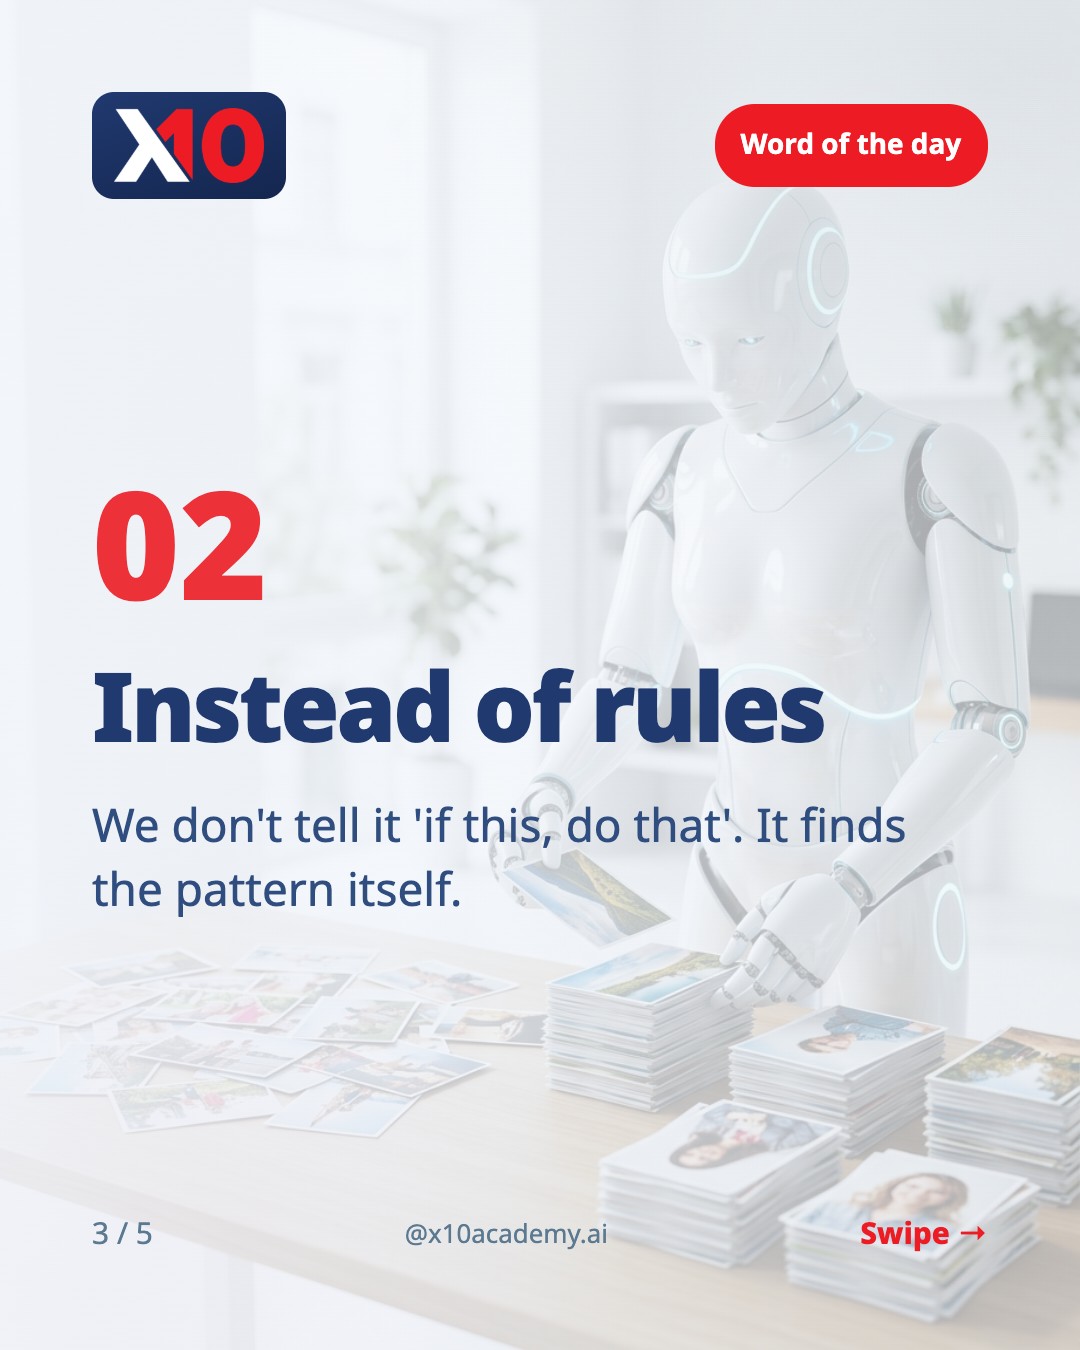 X10
Word of the day
02
Instead of rules
We don't tell it 'if this, do that'. It finds
the pattern itself.
3 / 5
@x10academy.ai
Swipe →